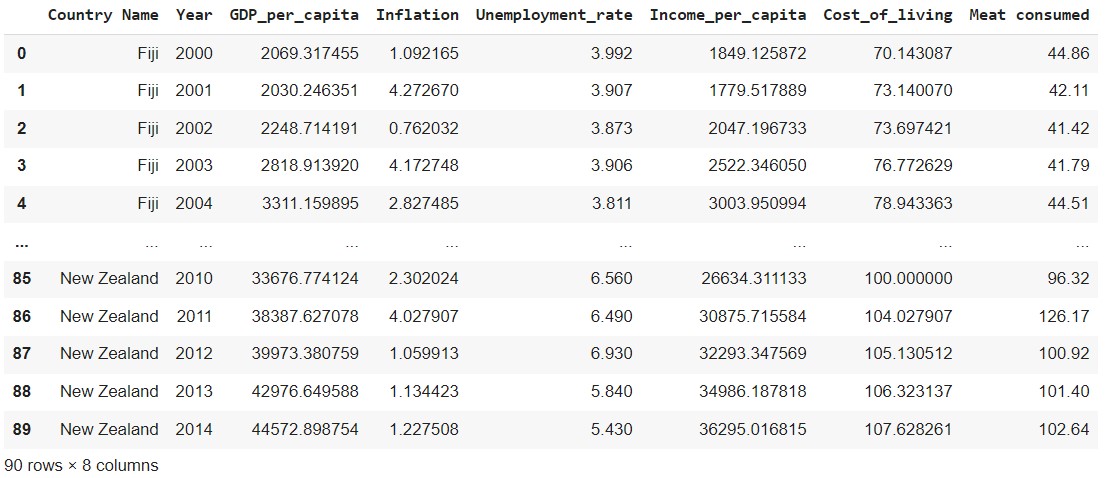 Country Name Year GDP_per_capita Inflation Unemployment_rate Income_per_capita Cost_of_living Meat consumed
0 Fiji 2000 2069.317455 1.092165 3.992 1849.125872 70.143087 44.86
1 Fiji 2001 2030.246351 4.272670 3.907 1779.517889 73.140070 42.11
2 Fiji 2002 2248.714191 0.762032 3.873 2047.196733 73.697421 41.42
3 Fiji 2003 2818.913920 4.172748 3.906 2522.346050 76.772629 41.79
4 Fiji 2004 3311.159895 2.827485 3.811 3003.950994 78.943363 44.51
... ... ... ... ... ... ... ... ...
85 New Zealand 2010 33676.774124 2.302024 6.560 26634.311133 100.000000 96.32
86 New Zealand 2011 38387.627078 4.027907 6.490 30875.715584 104.027907 126.17
87 New Zealand 2012 39973.380759 1.059913 6.930 32293.347569 105.130512 100.92
88 New Zealand 2013 42976.649588 1.134423 5.840 34986.187818 106.323137 101.40
89 New Zealand 2014 44572.898754 1.227508 5.430 36295.016815 107.628261 102.64
90 rows × 8 columns